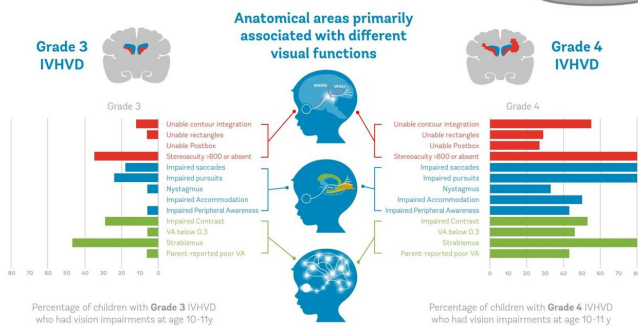 Anatomical areas primarily
associated with different
visual functions
Grade 3
IVHVD
Grade 4
IVHVD
WHERE
WHAT
Grade 3
Unable contour integration
Unable rectangles
Unable Postbox
Stereoacuity >800 or absent
Impaired saccades
Impaired pursuits
Nystagmus
Impaired Accommodation
Impaired Peripheral Awareness
Impaired Contrast
VA below 0.3
Strabismus
Parent-reported poor VA
80 70 60 50 40 30 20 10 0
Percentage of children with Grade 3 IVHVD
who had vision impairments at age 10-11y
Grade 4
Unable contour integration
Unable rectangles
Unable Postbox
Stereoacuity >800 or absent
Impaired saccades
Impaired pursuits
Nystagmus
Impaired Accommodation
Impaired Peripheral Awareness
Impaired Contrast
VA below 0.3
Strabismus
Parent-reported poor VA
0 10 20 30 40 50 60 70
Percentage of children with Grade 4 IVHVD
who had vision impairments at age 10-11 y